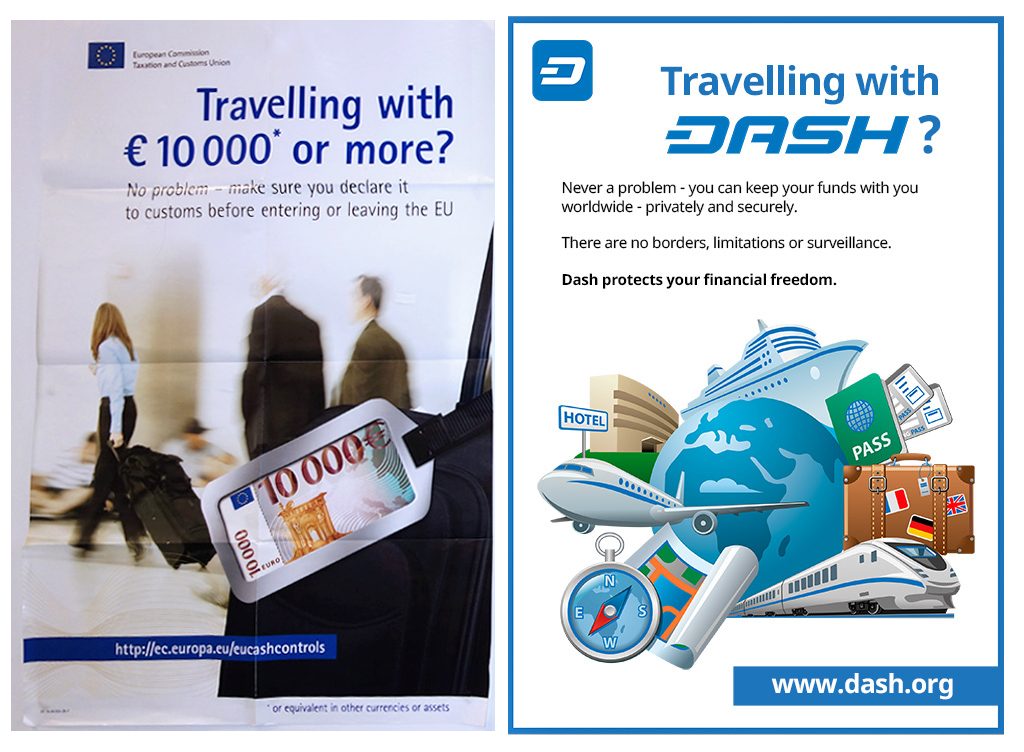 European Commission
Taxation and Customs Union
Travelling with
€ 10 000* or more?
No problem – make sure you declare it
to customs before entering or leaving the EU
10 000 €
10 000
EURO
http://ec.europa.eu/eucashcontrols
* or equivalent in other currencies or assets
Travelling with
DASH ?
Never a problem - you can keep your funds with you
worldwide - privately and securely.
There are no borders, limitations or surveillance.
Dash protects your financial freedom.
HOTEL
PASS
PASS
PASS
N
E S
W
www.dash.org